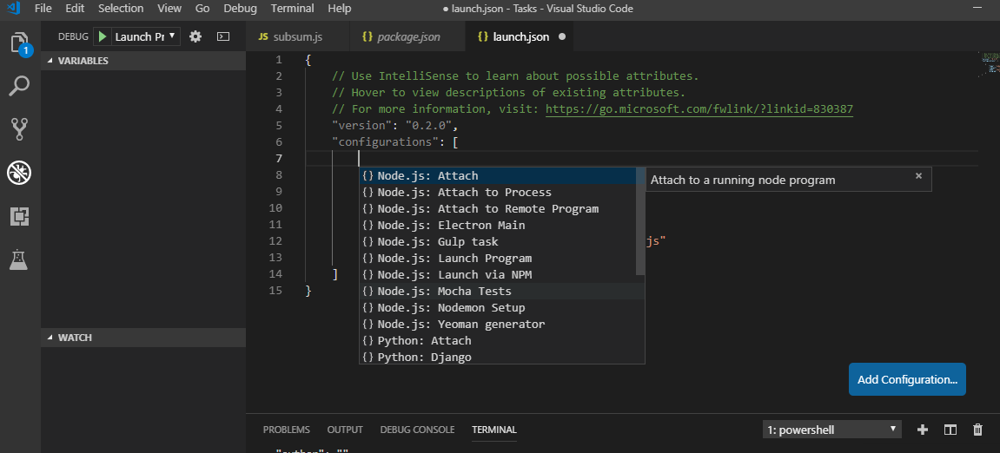 File Edit Selection View Go Debug Terminal Help ● launch.json - Tasks - Visual Studio Code
1
DEBUG Launch Pr
JS subsum.js {} package.json {} launch.json ●
VARIABLES
1 {
2 // Use IntelliSense to learn about possible attributes.
3 // Hover to view descriptions of existing attributes.
4 // For more information, visit: https://go.microsoft.com/fwlink/?linkid=830387
5 "version": "0.2.0",
6 "configurations": [
7
8 {} Node.js: Attach
Attach to a running node program ×
9 {} Node.js: Attach to Process
10 {} Node.js: Attach to Remote Program
11 {} Node.js: Electron Main
12 {} Node.js: Gulp task js"
13 {} Node.js: Launch Program
14 ] {} Node.js: Launch via NPM
15 } {} Node.js: Mocha Tests
{} Node.js: Nodemon Setup
{} Node.js: Yeoman generator
{} Python: Attach
{} Python: Django
WATCH
Add Configuration...
PROBLEMS OUTPUT DEBUG CONSOLE TERMINAL 1: powershell
"python": ""